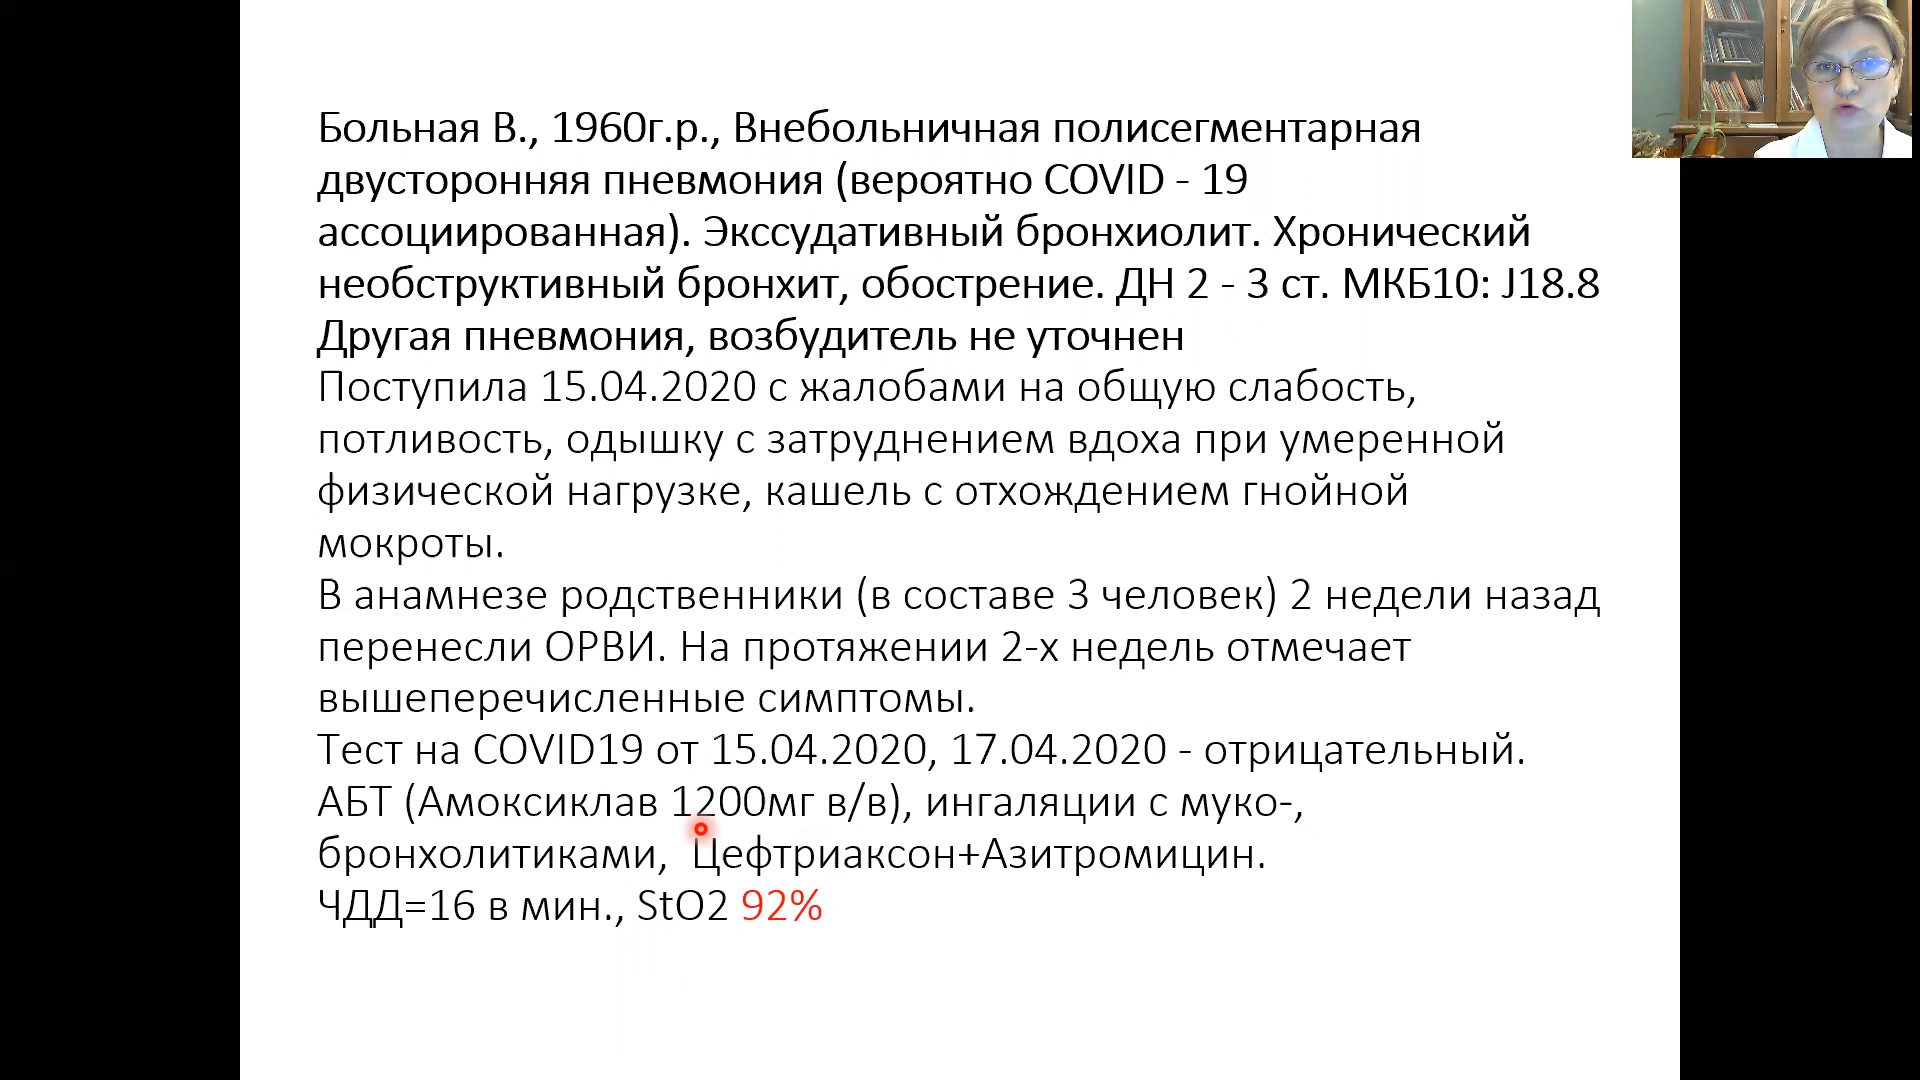 Больная В., 1960г.р., Внебольничная полисегментарная
двусторонняя пневмония (вероятно COVID - 19
ассоциированная). Экссудативный бронхиолит. Хронический
необструктивный бронхит, обострение. ДН 2 - 3 ст. МКБ10: J18.8
Другая пневмония, возбудитель не уточнен
Поступила 15.04.2020 с жалобами на общую слабость,
потливость, одышку с затруднением вдоха при умеренной
физической нагрузке, кашель с отхождением гнойной
мокроты.
В анамнезе родственники (в составе 3 человек) 2 недели назад
перенесли ОРВИ. На протяжении 2-х недель отмечает
вышеперечисленные симптомы.
Тест на COVID19 от 15.04.2020, 17.04.2020 - отрицательный.
АБТ (Амоксиклав 1200мг в/в), ингаляции с муко-,
бронхолитиками, Цефтриаксон+Азитромицин.
ЧДД=16 в мин., StO2 92%